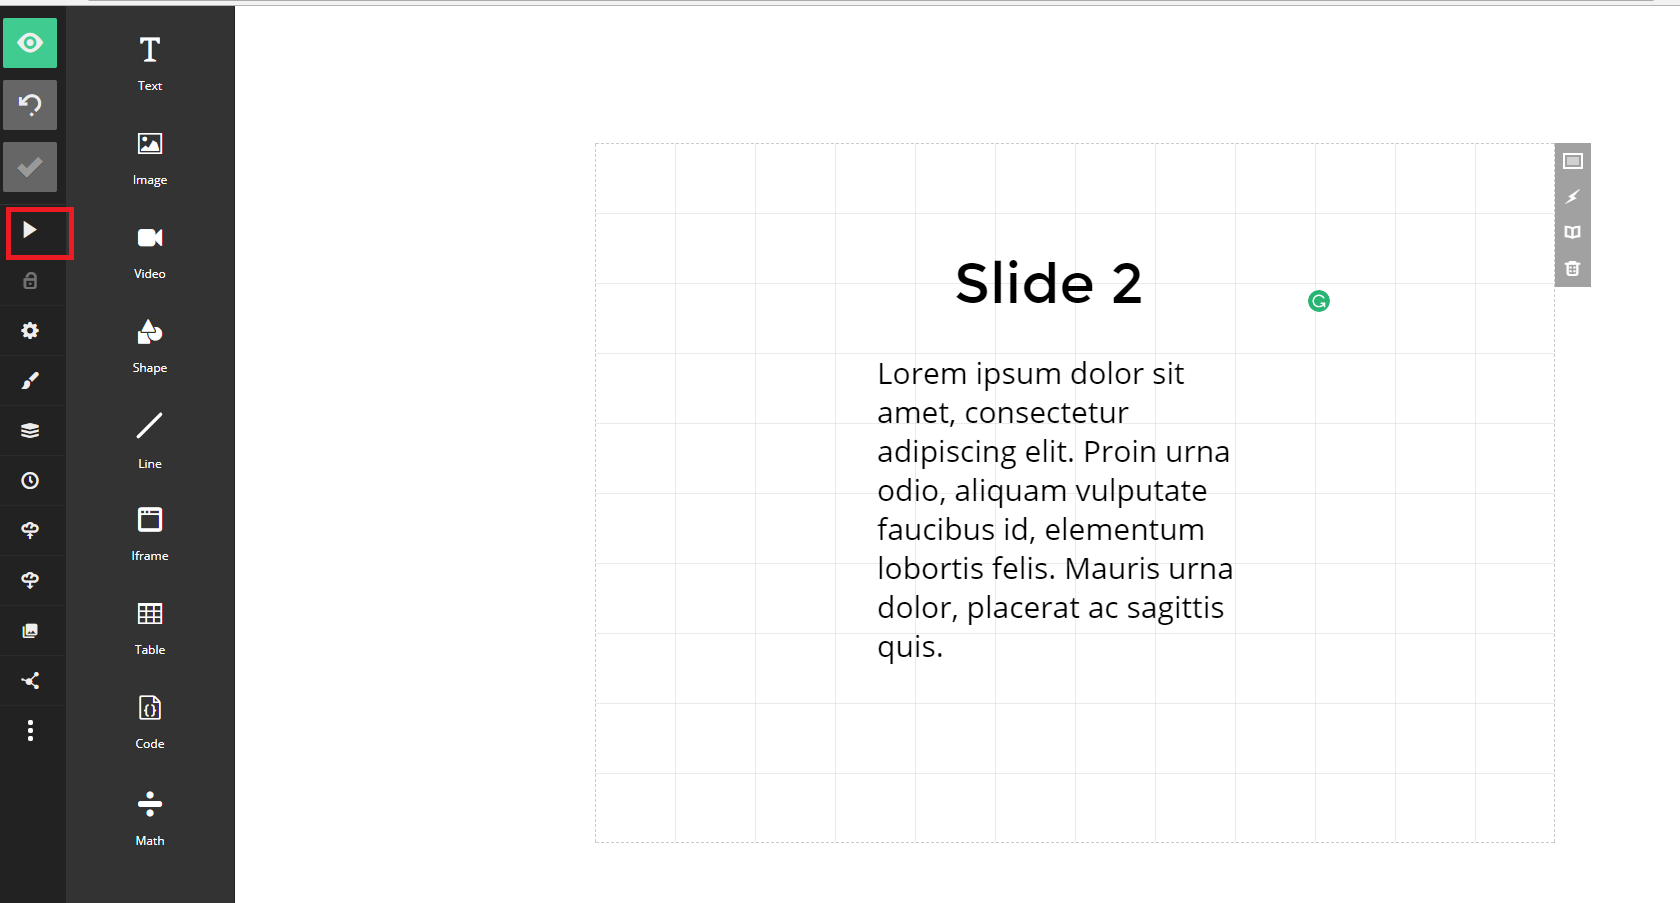 Text
Image
Video
Shape
Line
Iframe
Table
Code
Math
Slide 2
Lorem ipsum dolor sit
amet, consectetur
adipiscing elit. Proin urna
odio, aliquam vulputate
faucibus id, elementum
lobortis felis. Mauris urna
dolor, placerat ac sagittis
quis.